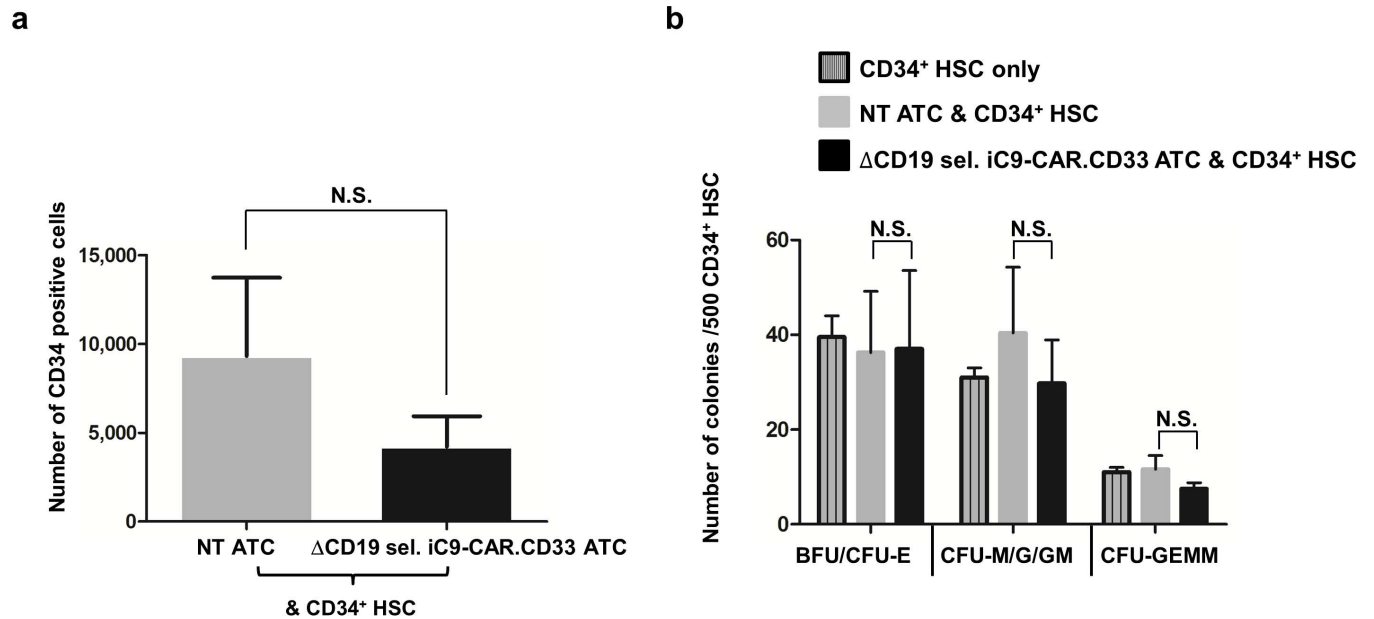 a
N.S.
Number of CD34 positive cells
15,000
10,000
5,000
0
NT ATC
ΔCD19 sel. iC9-CAR.CD33 ATC
& CD34⁺ HSC
b
CD34⁺ HSC only
NT ATC & CD34⁺ HSC
ΔCD19 sel. iC9-CAR.CD33 ATC & CD34⁺ HSC
Number of colonies /500 CD34⁺ HSC
60
40
20
0
N.S.
N.S.
N.S.
BFU/CFU-E
CFU-M/G/GM
CFU-GEMM